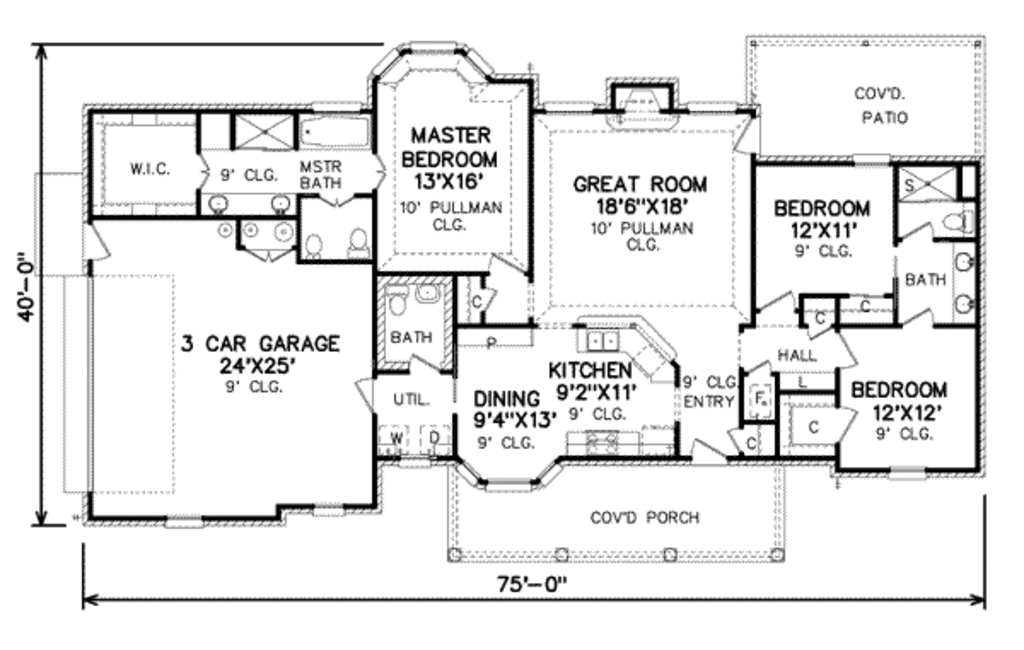 COV'D.
PATIO
MASTER
BEDROOM
13'X16'
10' PULLMAN
CLG.
W.I.C.
9' CLG.
MSTR
BATH
GREAT ROOM
18'6"X18'
10' PULLMAN
CLG.
BEDROOM
12'X11'
9' CLG.
S
BATH
C
C
C
40'-0"
3 CAR GARAGE
24'X25'
9' CLG.
BATH
P
KITCHEN
9'2"X11'
9' CLG.
DINING
9'4"X13'
9' CLG.
UTIL.
W
D
9' CLG.
ENTRY
HALL
L
F.
C
C
BEDROOM
12'X12'
9' CLG.
COV'D PORCH
75'-0"